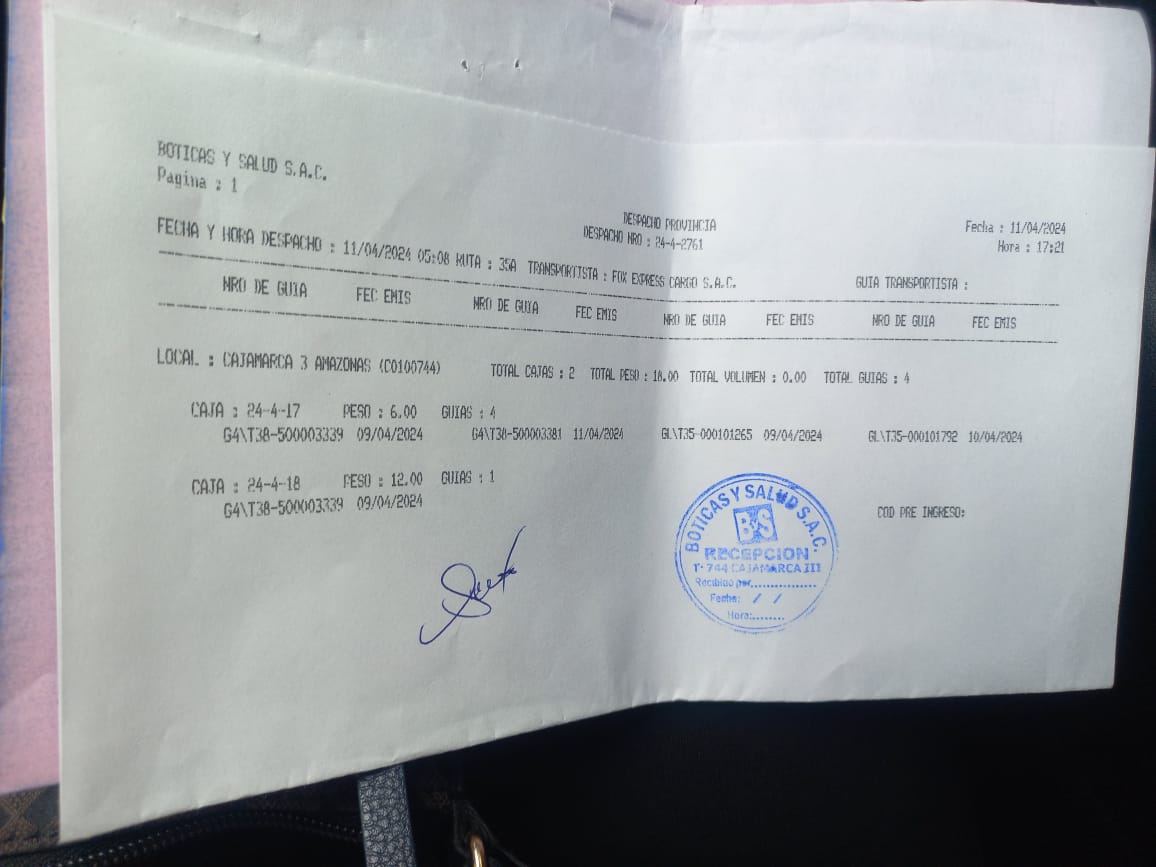 BOTICAS Y SALUD S.A.C.
Pagina : 1
DESPACHO PROVINCIA
DESPACHO NRO : 24-4-2761
Fecha : 11/04/2024
Hora : 17:21
FECHA Y HORA DESPACHO : 11/04/2024 05:08 RUTA : 35A TRANSPORTISTA : FOX EXPRESS CARGO S.A.C. GUIA TRANSPORTISTA :
NRO DE GUIA FEC EMIS NRO DE GUIA FEC EMIS NRO DE GUIA FEC EMIS NRO DE GUIA FEC EMIS
LOCAL : CAJAMARCA 3 AMAZONAS (C0100744) TOTAL CAJAS : 2 TOTAL PESO : 18.00 TOTAL VOLUMEN : 0.00 TOTAL GUIAS : 4
CAJA : 24-4-17 PESO : 6.00 GUIAS : 4
G4\T38-500003339 09/04/2024 G4\T38-500003381 11/04/2024 GL\T35-000101265 09/04/2024 GL\T35-000101792 10/04/2024
CAJA : 24-4-18 PESO : 12.00 GUIAS : 1
G4\T38-500003339 09/04/2024
COD PRE INGRESO:
BOTICAS Y SALUD S.A.C.
B&S
RECEPCION
T-744 CAJAMARCA III
Recibido por................
Fecha: / /
Hora:........